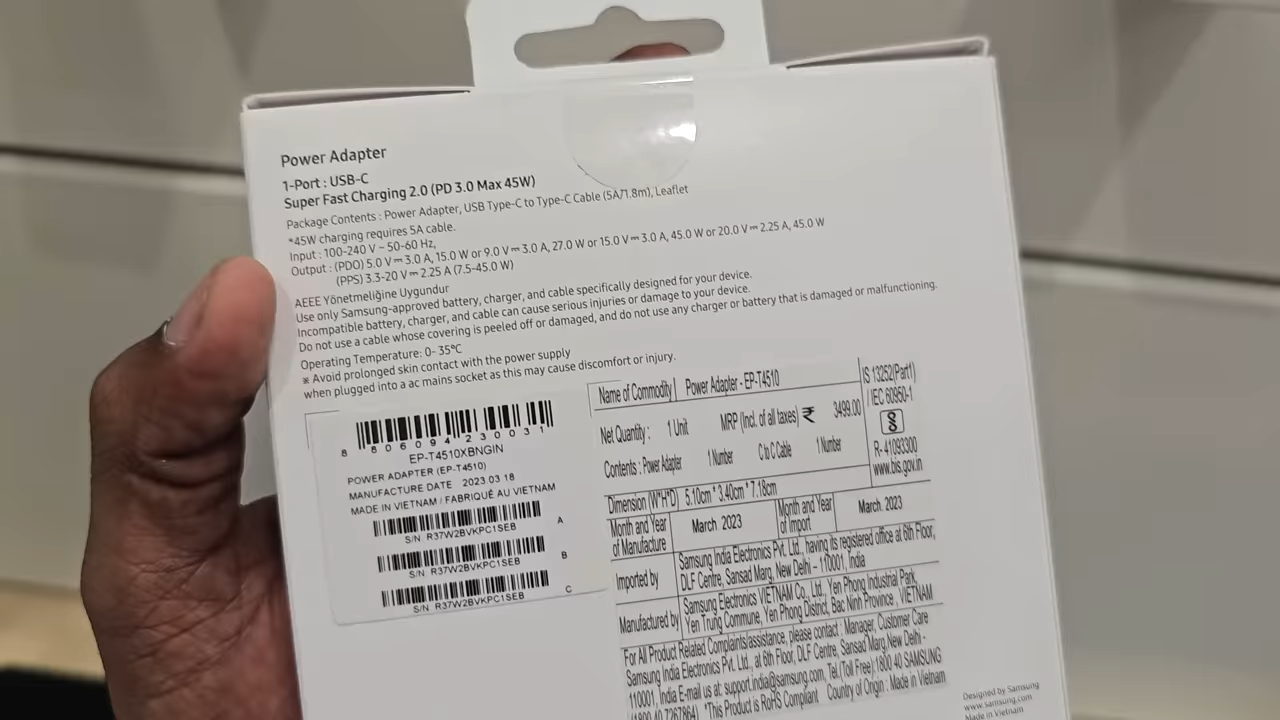 Power Adapter
1-Port : USB-C
Super Fast Charging 2.0 (PD 3.0 Max 45W)
Package Contents : Power Adapter, USB Type-C to Type-C Cable (5A/1.8m), Leaflet
*45W charging requires 5A cable.
Input : 100-240 V ~ 50-60 Hz,
Output : (PDO) 5.0 V⎓3.0 A, 15.0 W or 9.0 V⎓3.0 A, 27.0 W or 15.0 V⎓3.0 A, 45.0 W or 20.0 V⎓2.25 A, 45.0 W
(PPS) 3.3-20 V⎓2.25 A (7.5-45.0 W)
AEEE Yönetmeliğine Uygundur
Use only Samsung-approved battery, charger, and cable specifically designed for your device.
Incompatible battery, charger, and cable can cause serious injuries or damage to your device.
Do not use a cable whose covering is peeled off or damaged, and do not use any charger or battery that is damaged or malfunctioning.
Operating Temperature: 0- 35℃
※ Avoid prolonged skin contact with the power supply
when plugged into a ac mains socket as this may cause discomfort or injury.
8 806094 230031
EP-T4510XBNGIN
POWER ADAPTER (EP-T4510)
MANUFACTURE DATE 2023.03.18
MADE IN VIETNAM / FABRIQUÉ AU VIETNAM
A
S/N R37W2BVKPC1SEB
B
S/N R37W2BVKPC1SEB
C
S/N R37W2BVKPC1SEB
Name of Commodity Power Adapter - EP-T4510
Net Quantity : 1 Unit MRP (Incl. of all taxes) ₹ 3499.00
Contents : Power Adapter 1 Number C to C Cable 1 Number
IS 13252(Part1)
IEC 60950-1
R- 41093300
www.bis.gov.in
Dimension (W*H*D) 5.10cm * 3.40cm * 7.18cm
Month and Year of Manufacture March 2023 Month and Year of Import March. 2023
Imported by Samsung India Electronics Pvt. Ltd., having its registered office at 6th Floor,
DLF Centre, Sansad Marg, New Delhi – 110001, India
Manufactured by Samsung Electronics VIETNAM Co., Ltd., Yen Phong Industrial Park,
Yen Trung Commune, Yen Phong District, Bac Ninh Province , VIETNAM
For All Product Related Complaints/assistance, please contact : Manager, Customer Care
Samsung India Electronics Pvt. Ltd., at 6th Floor, DLF Centre, Sansad Marg, New Delhi -
110001, India E-mail us at: support.india@samsung.com, Tel.(Toll Free):1800 40 SAMSUNG
(1800 40 7267864) *This Product is RoHS Compliant Country of Origin : Made in Vietnam
Designed by Samsung
www.samsung.com
Made in Vietnam